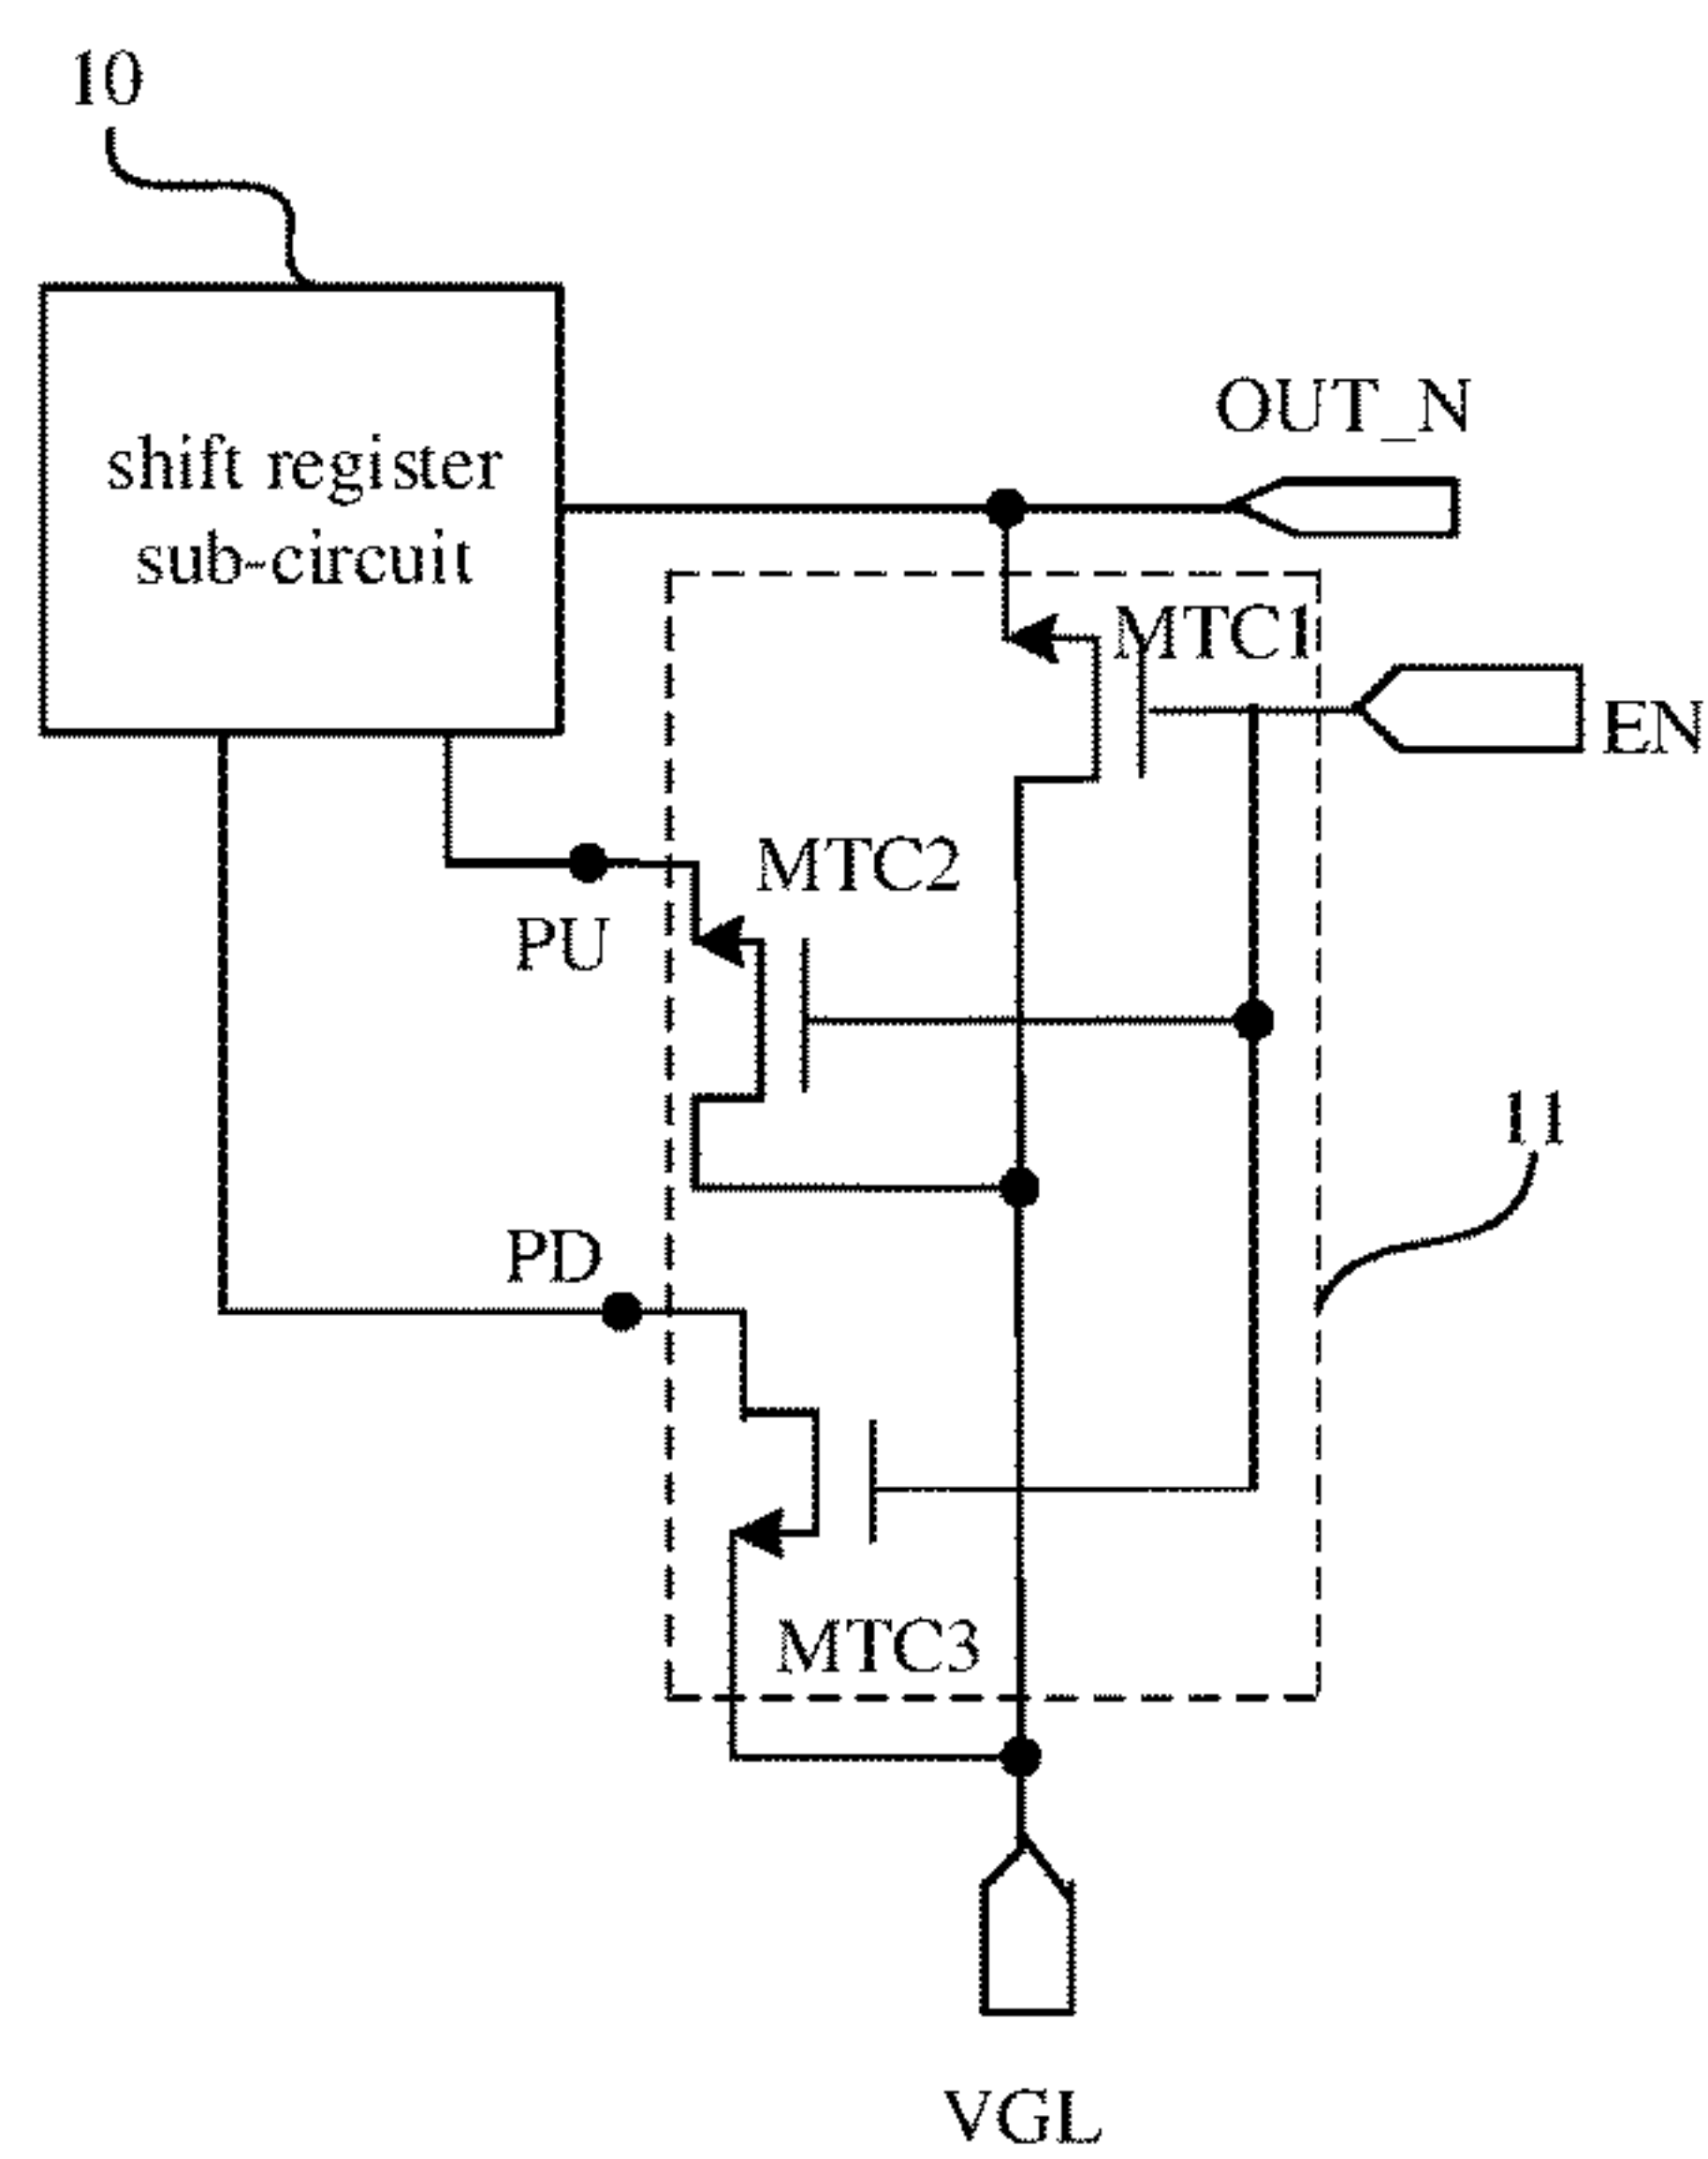 10
OUT_N
shift register
sub-circuit
MTC1
EN
MTC2
PU
11
PD
MTC3
VGL